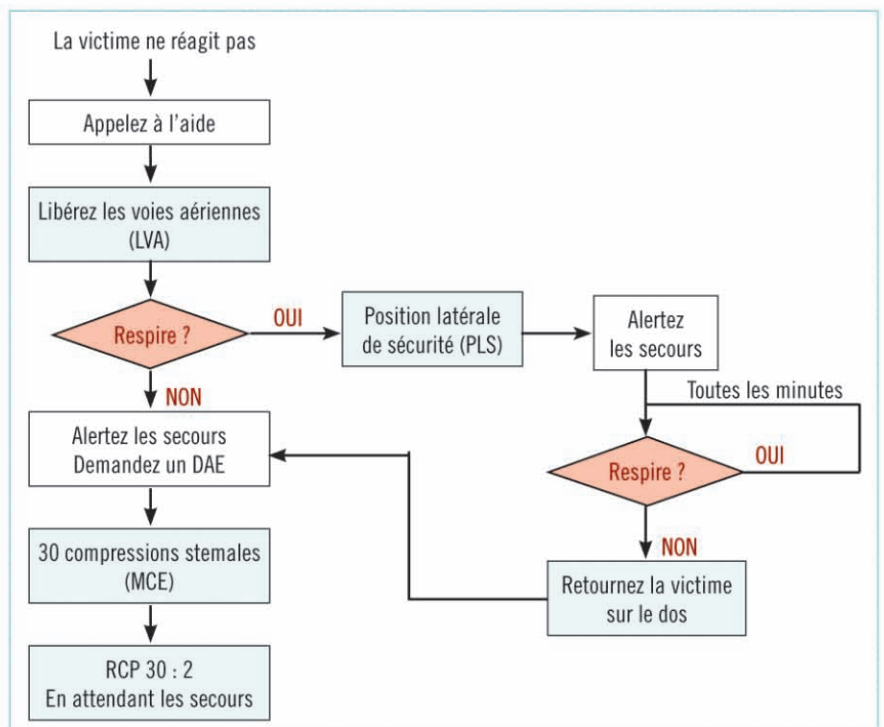 La victime ne réagit pas
Appelez à l'aide
Libérez les voies aériennes
(LVA)
Respire ?
OUI
Position latérale
de sécurité (PLS)
Alertez
les secours
Toutes les minutes
Respire ?
OUI
NON
Retournez la victime
sur le dos
NON
Alertez les secours
Demandez un DAE
30 compressions stemales
(MCE)
RCP 30 : 2
En attendant les secours